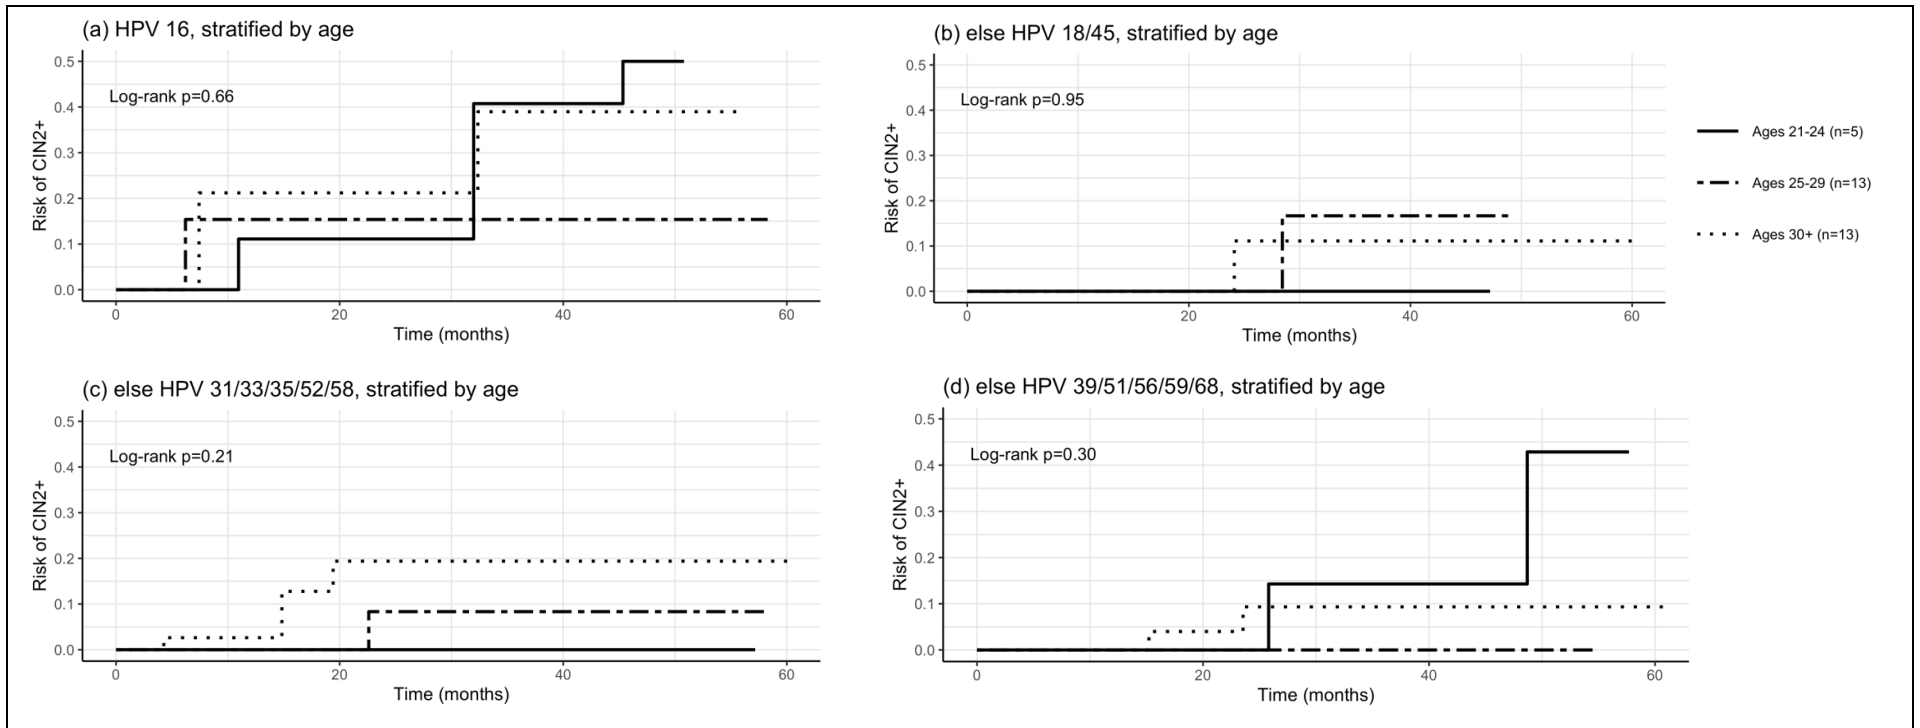 (a) HPV 16, stratified by age
0.5
0.4
0.3
0.2
0.1
0.0
Risk of CIN2+
Log-rank p=0.66
0 20 40 60
Time (months)
(b) else HPV 18/45, stratified by age
0.5
0.4
0.3
0.2
0.1
0.0
Risk of CIN2+
Log-rank p=0.95
0 20 40 60
Time (months)
Ages 21-24 (n=5)
Ages 25-29 (n=13)
Ages 30+ (n=13)
(c) else HPV 31/33/35/52/58, stratified by age
0.5
0.4
0.3
0.2
0.1
0.0
Risk of CIN2+
Log-rank p=0.21
0 20 40 60
Time (months)
(d) else HPV 39/51/56/59/68, stratified by age
0.5
0.4
0.3
0.2
0.1
0.0
Risk of CIN2+
Log-rank p=0.30
0 20 40 60
Time (months)